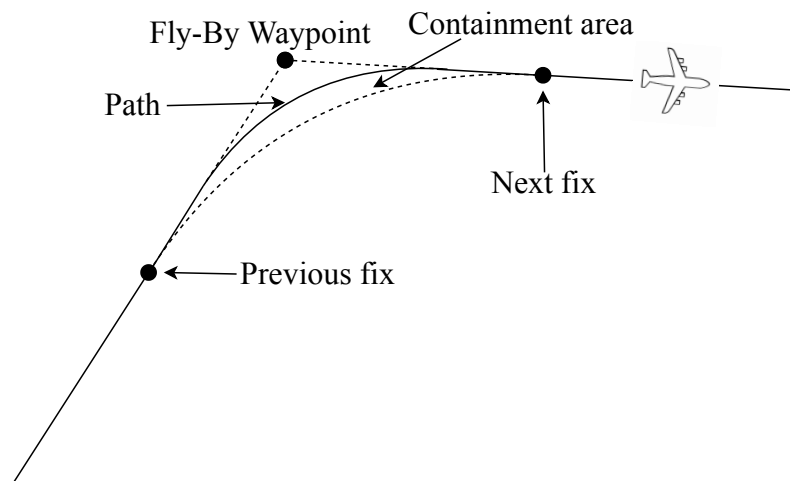 Fly-By Waypoint
Containment area
Path
Next fix
Previous fix